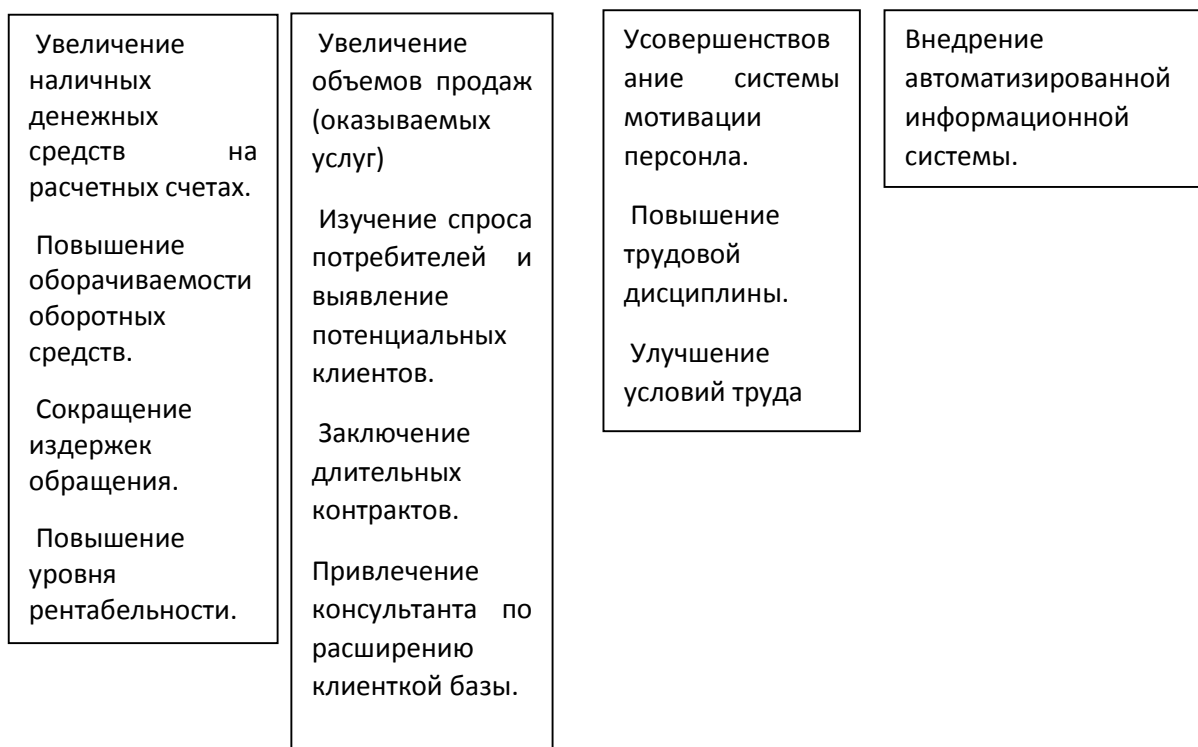 Увеличение
наличных
денежных
средств на
расчетных счетах.
Повышение
оборачиваемости
оборотных
средств.
Сокращение
издержек
обращения.
Повышение
уровня
рентабельности.
Увеличение
объемов продаж
(оказываемых
услуг)
Изучение спроса
потребителей и
выявление
потенциальных
клиентов.
Заключение
длительных
контрактов.
Привлечение
консультанта по
расширению
клиенткой базы.
Усовершенствов
ание системы
мотивации
персонла.
Повышение
трудовой
дисциплины.
Улучшение
условий труда
Внедрение
автоматизированной
информационной
системы.